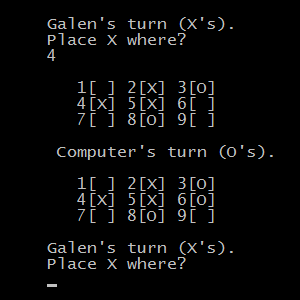 Galen's turn (X's).
Place X where?
4
1[ ] 2[X] 3[O]
4[X] 5[X] 6[ ]
7[ ] 8[O] 9[ ]
Computer's turn (O's).
1[ ] 2[X] 3[O]
4[X] 5[X] 6[O]
7[ ] 8[O] 9[ ]
Galen's turn (X's).
Place X where?